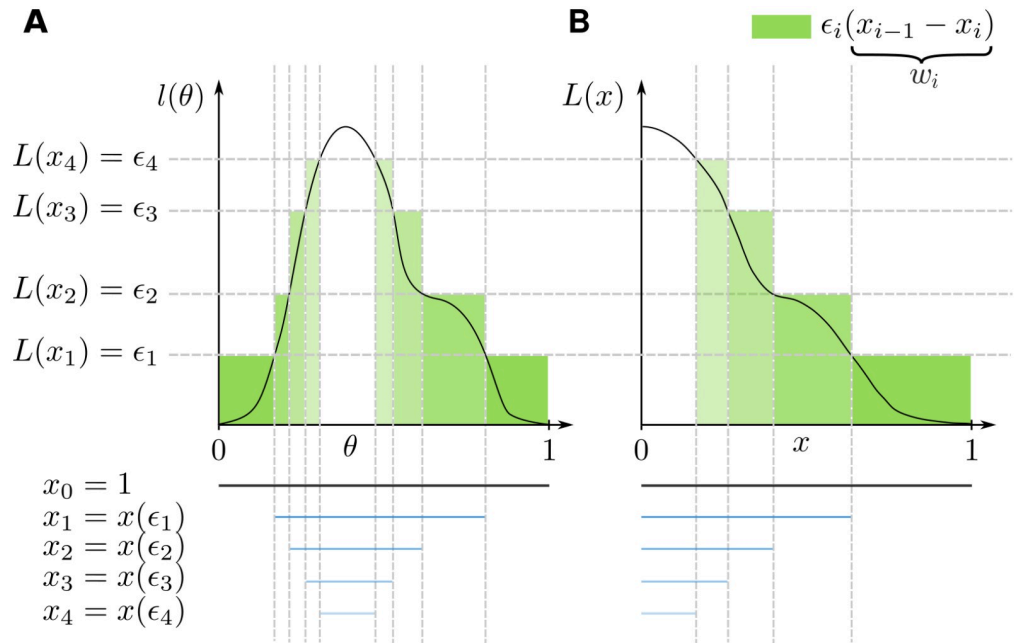 A
B
ϵ_i(x_{i−1} − x_i)
w_i
l(θ)
L(x)
L(x_4) = ϵ_4
L(x_3) = ϵ_3
L(x_2) = ϵ_2
L(x_1) = ϵ_1
0 θ 1
0 x 1
x_0 = 1
x_1 = x(ϵ_1)
x_2 = x(ϵ_2)
x_3 = x(ϵ_3)
x_4 = x(ϵ_4)